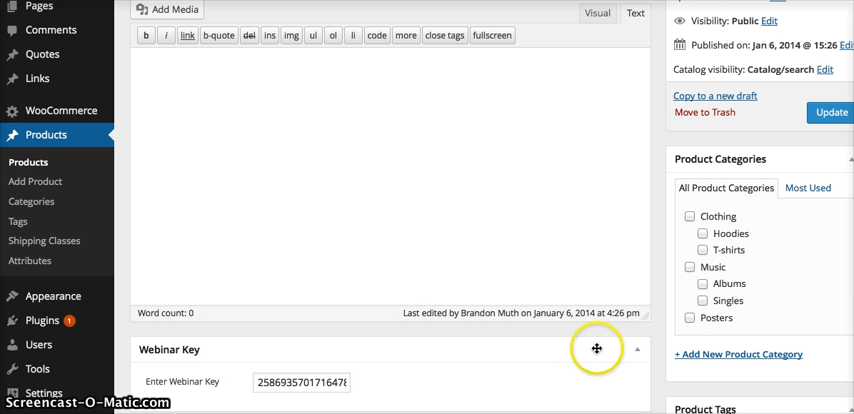 Pages
Comments
Quotes
Links
WooCommerce
Products
Products
Add Product
Categories
Tags
Shipping Classes
Attributes
Appearance
Plugins 1
Users
Tools
Settings
Add Media
Visual Text
b i link b-quote del ins img ul ol li code more close tags fullscreen
Word count: 0 Last edited by Brandon Muth on January 6, 2014 at 4:26 pm
Webinar Key
Enter Webinar Key 2586935701716478
Visibility: Public Edit
Published on: Jan 6, 2014 @ 15:26 Edi
Catalog visibility: Catalog/search Edit
Copy to a new draft
Move to Trash
Update
Product Categories
All Product Categories Most Used
Clothing
Hoodies
T-shirts
Music
Albums
Singles
Posters
+ Add New Product Category
Product Tags
Screencast-O-Matic.com